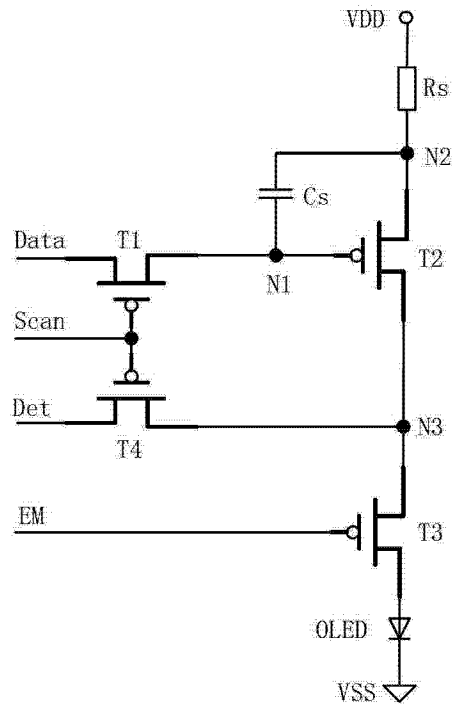 VDD
Rs
N2
Cs
Data
T1
N1
T2
Scan
Det
T4
N3
EM
T3
OLED
VSS